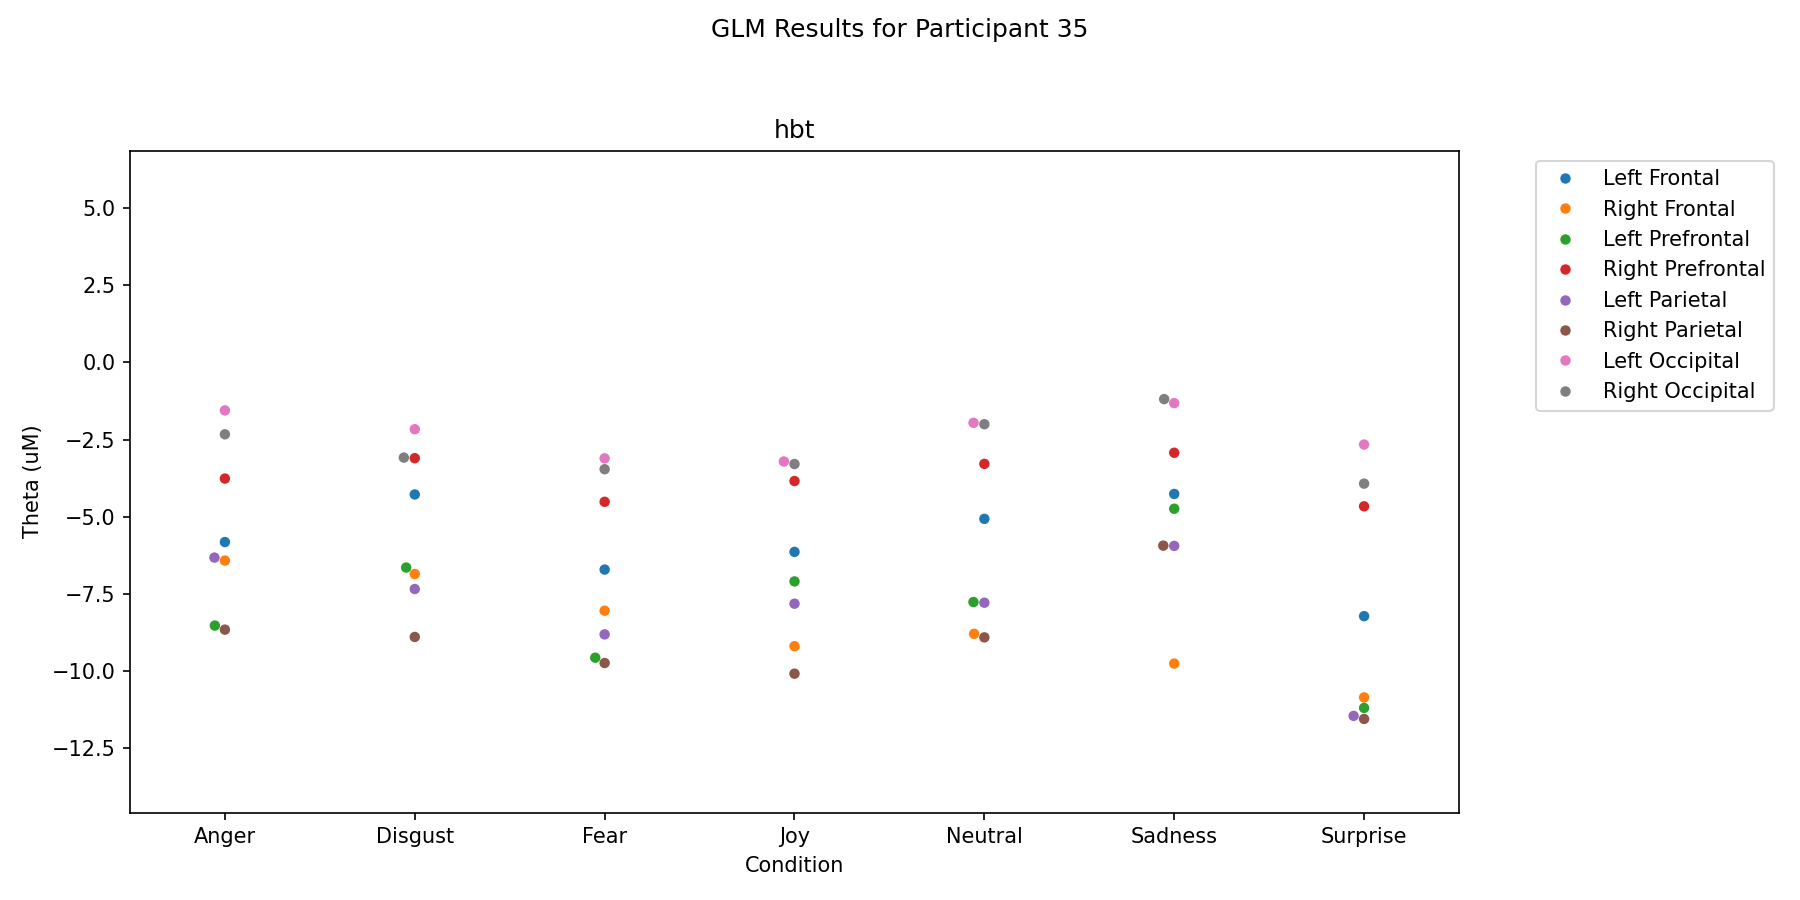 GLM Results for Participant 35
hbt
5.0
2.5
0.0
−2.5
−5.0
−7.5
−10.0
−12.5
Theta (uM)
Anger Disgust Fear Joy Neutral Sadness Surprise
Condition
Left Frontal
Right Frontal
Left Prefrontal
Right Prefrontal
Left Parietal
Right Parietal
Left Occipital
Right Occipital